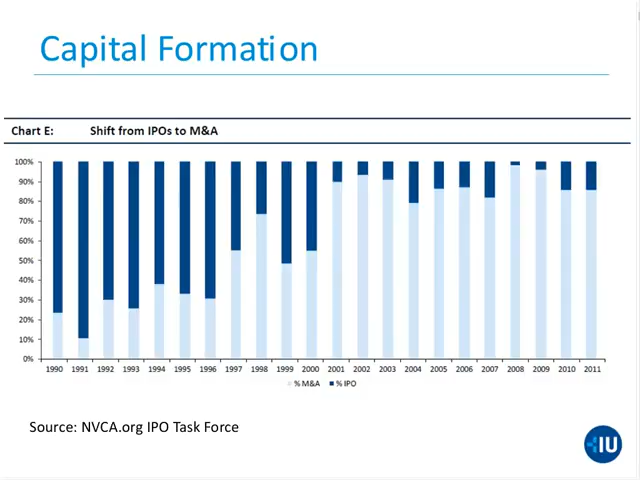 Capital Formation
Chart E: Shift from IPOs to M&A
100%
90%
80%
70%
60%
50%
40%
30%
20%
10%
0%
1990 1991 1992 1993 1994 1995 1996 1997 1998 1999 2000 2001 2002 2003 2004 2005 2006 2007 2008 2009 2010 2011
% M&A % IPO
Source: NVCA.org IPO Task Force
IU